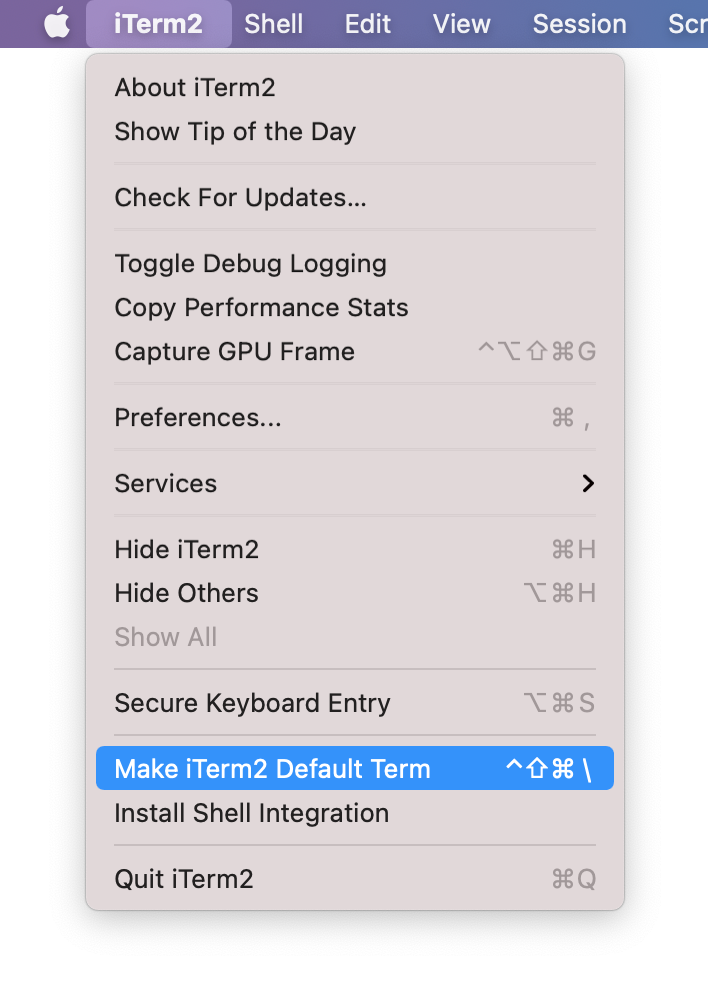 iTerm2 Shell Edit View Session Scr
About iTerm2
Show Tip of the Day
Check For Updates...
Toggle Debug Logging
Copy Performance Stats
Capture GPU Frame ^⌥⇧⌘G
Preferences... ⌘ ,
Services
Hide iTerm2 ⌘H
Hide Others ⌥⌘H
Show All
Secure Keyboard Entry ⌥⌘S
Make iTerm2 Default Term ^⇧⌘\
Install Shell Integration
Quit iTerm2 ⌘Q